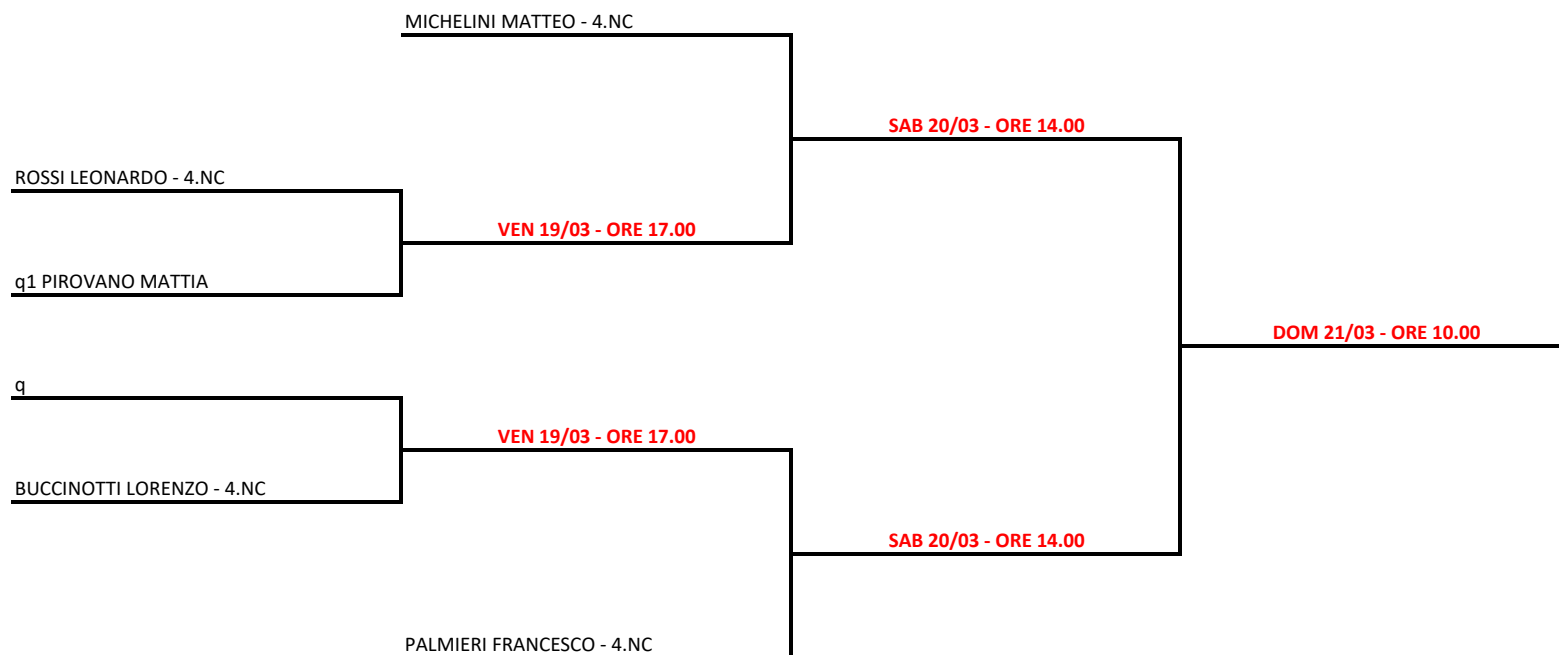 MICHELINI MATTEO - 4.NC
SAB 20/03 - ORE 14.00
ROSSI LEONARDO - 4.NC
VEN 19/03 - ORE 17.00
q1 PIROVANO MATTIA
DOM 21/03 - ORE 10.00
q
VEN 19/03 - ORE 17.00
BUCCINOTTI LORENZO - 4.NC
SAB 20/03 - ORE 14.00
PALMIERI FRANCESCO - 4.NC